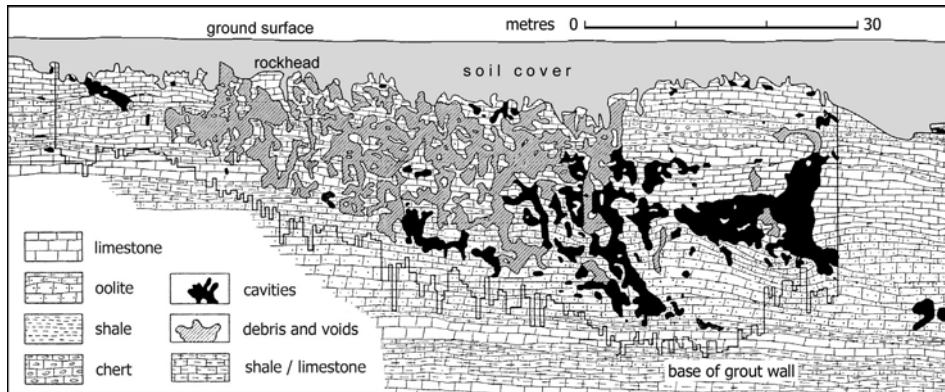 ground surface
metres 0 30
rockhead
soil cover
limestone
oolite
shale
chert
cavities
debris and voids
shale / limestone
base of grout wall